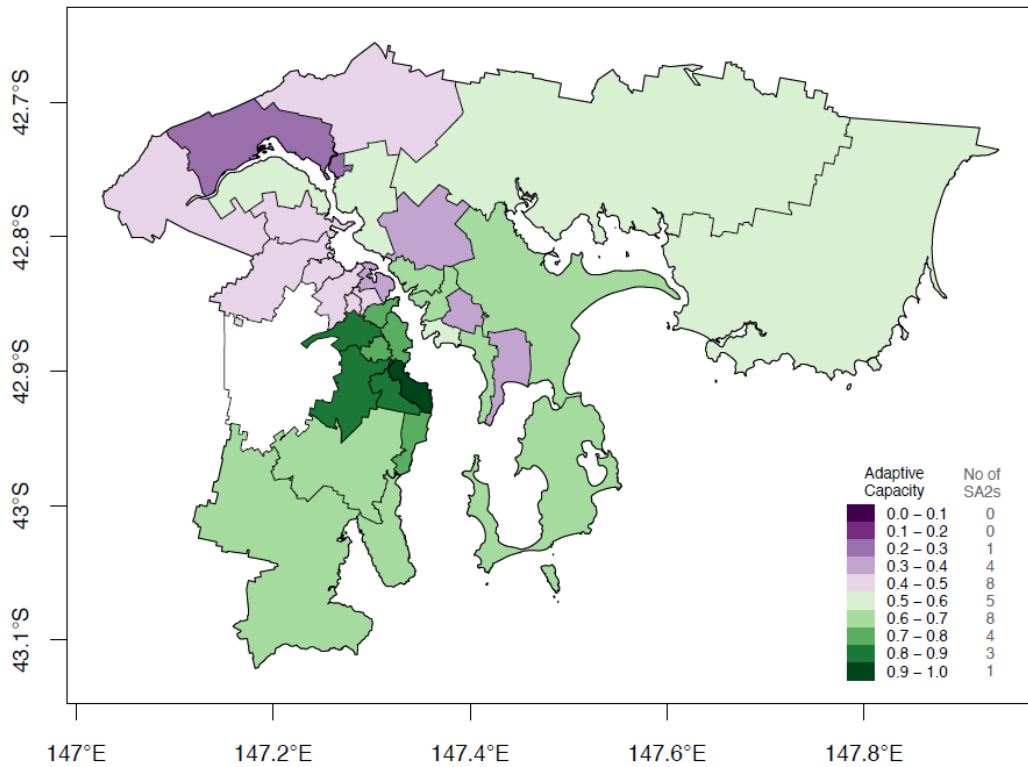 42.7°S
42.8°S
42.9°S
43°S
43.1°S
Adaptive Capacity No of SA2s
0.0 – 0.1 0
0.1 – 0.2 0
0.2 – 0.3 1
0.3 – 0.4 4
0.4 – 0.5 8
0.5 – 0.6 5
0.6 – 0.7 8
0.7 – 0.8 4
0.8 – 0.9 3
0.9 – 1.0 1
147°E 147.2°E 147.4°E 147.6°E 147.8°E